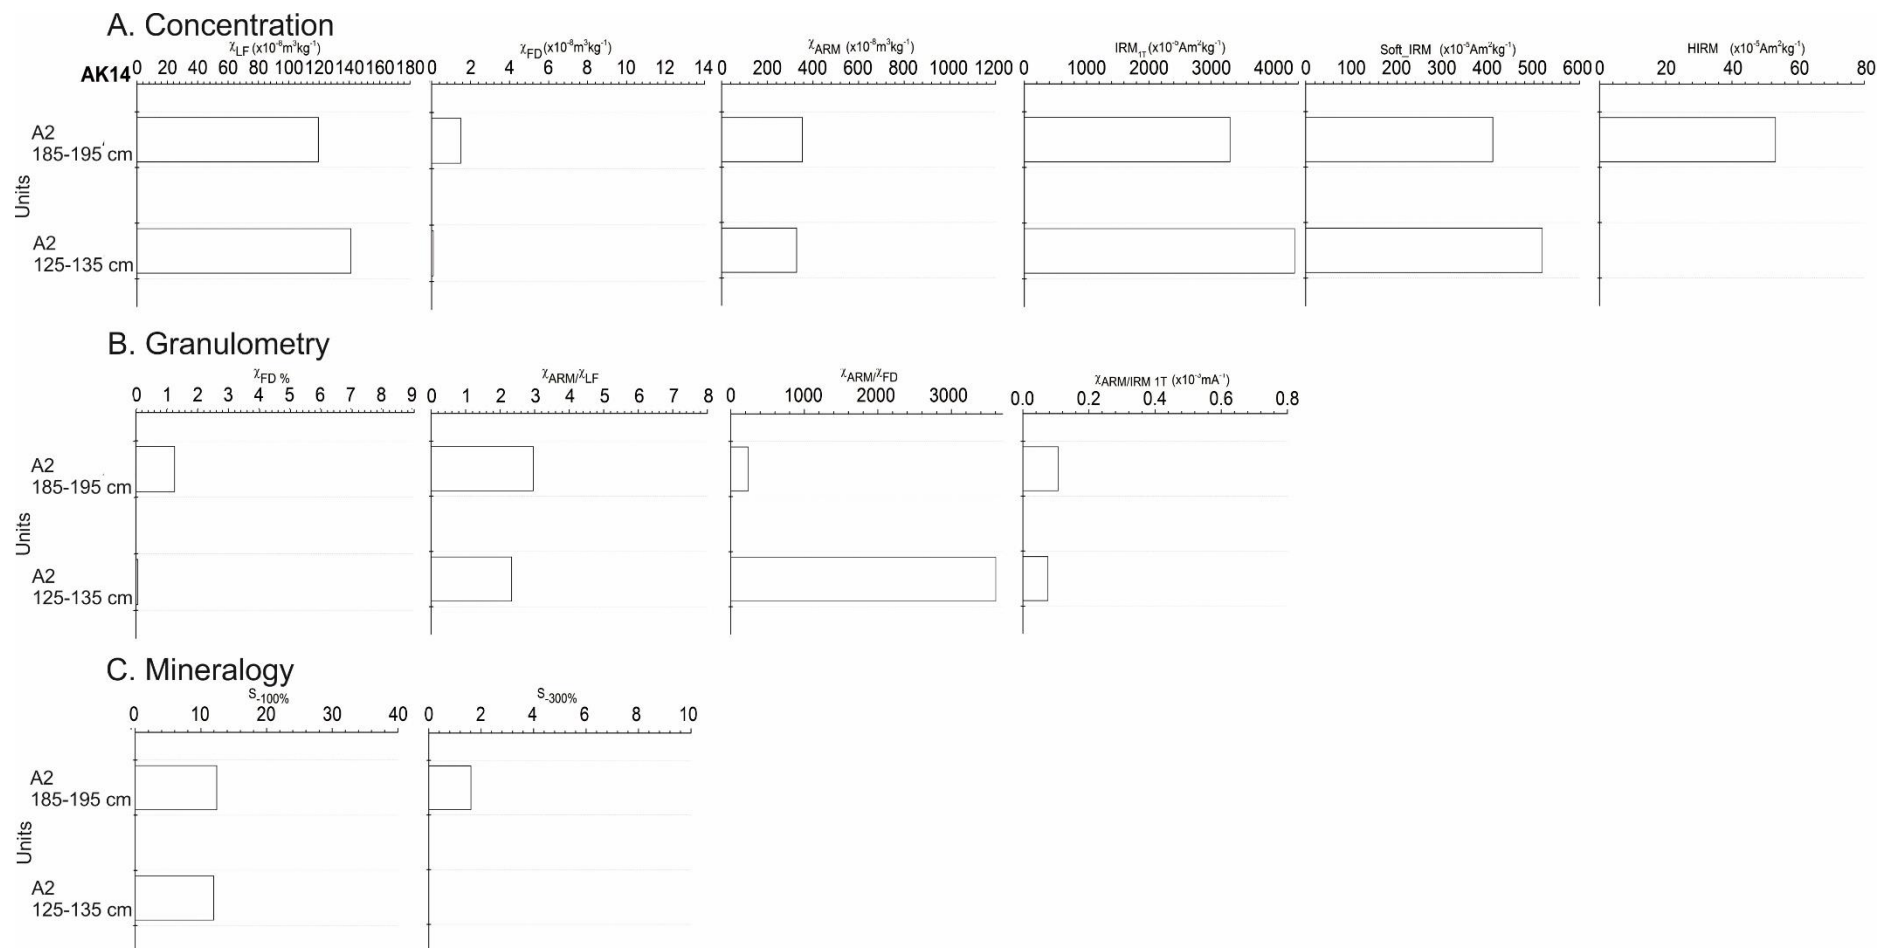 A. Concentration
χLF (x10⁻⁸m³kg⁻¹)
χFD (x10⁻⁸m³kg⁻¹)
χARM (x10⁻⁸m³kg⁻¹)
IRM1T (x10⁻⁵Am²kg⁻¹)
Soft_IRM (x10⁻⁵Am²kg⁻¹)
HIRM (x10⁻⁵Am²kg⁻¹)
AK14
0 20 40 60 80 100 120 140 160 180
0 2 4 6 8 10 12 14
0 200 400 600 800 1000 1200
0 1000 2000 3000 4000
0 100 200 300 400 500 600
0 20 40 60 80
A2
185-195 cm
Units
A2
125-135 cm
B. Granulometry
χFD %
χARM/χLF
χARM/χFD
χARM/IRM 1T (x10⁻³mA⁻¹)
0 1 2 3 4 5 6 7 8 9
0 1 2 3 4 5 6 7 8
0 1000 2000 3000
0.0 0.2 0.4 0.6 0.8
A2
185-195 cm
Units
A2
125-135 cm
C. Mineralogy
S-100%
S-300%
0 10 20 30 40
0 2 4 6 8 10
A2
185-195 cm
Units
A2
125-135 cm